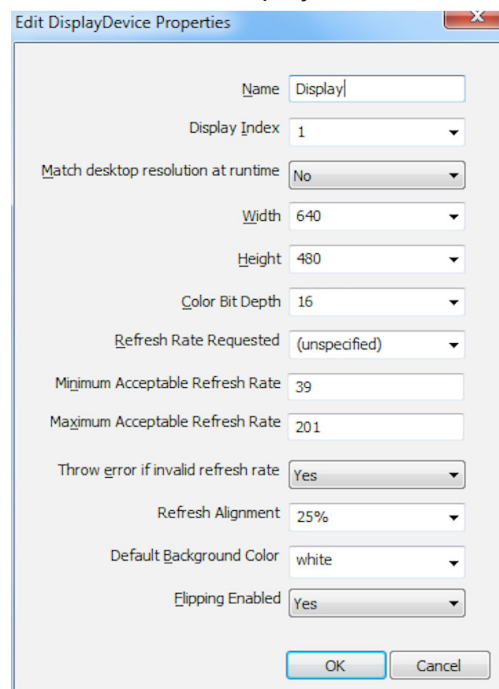 Edit DisplayDevice Properties
Name Display
Display Index 1
Match desktop resolution at runtime No
Width 640
Height 480
Color Bit Depth 16
Refresh Rate Requested (unspecified)
Minimum Acceptable Refresh Rate 39
Maximum Acceptable Refresh Rate 201
Throw error if invalid refresh rate Yes
Refresh Alignment 25%
Default Background Color white
Flipping Enabled Yes
OK Cancel